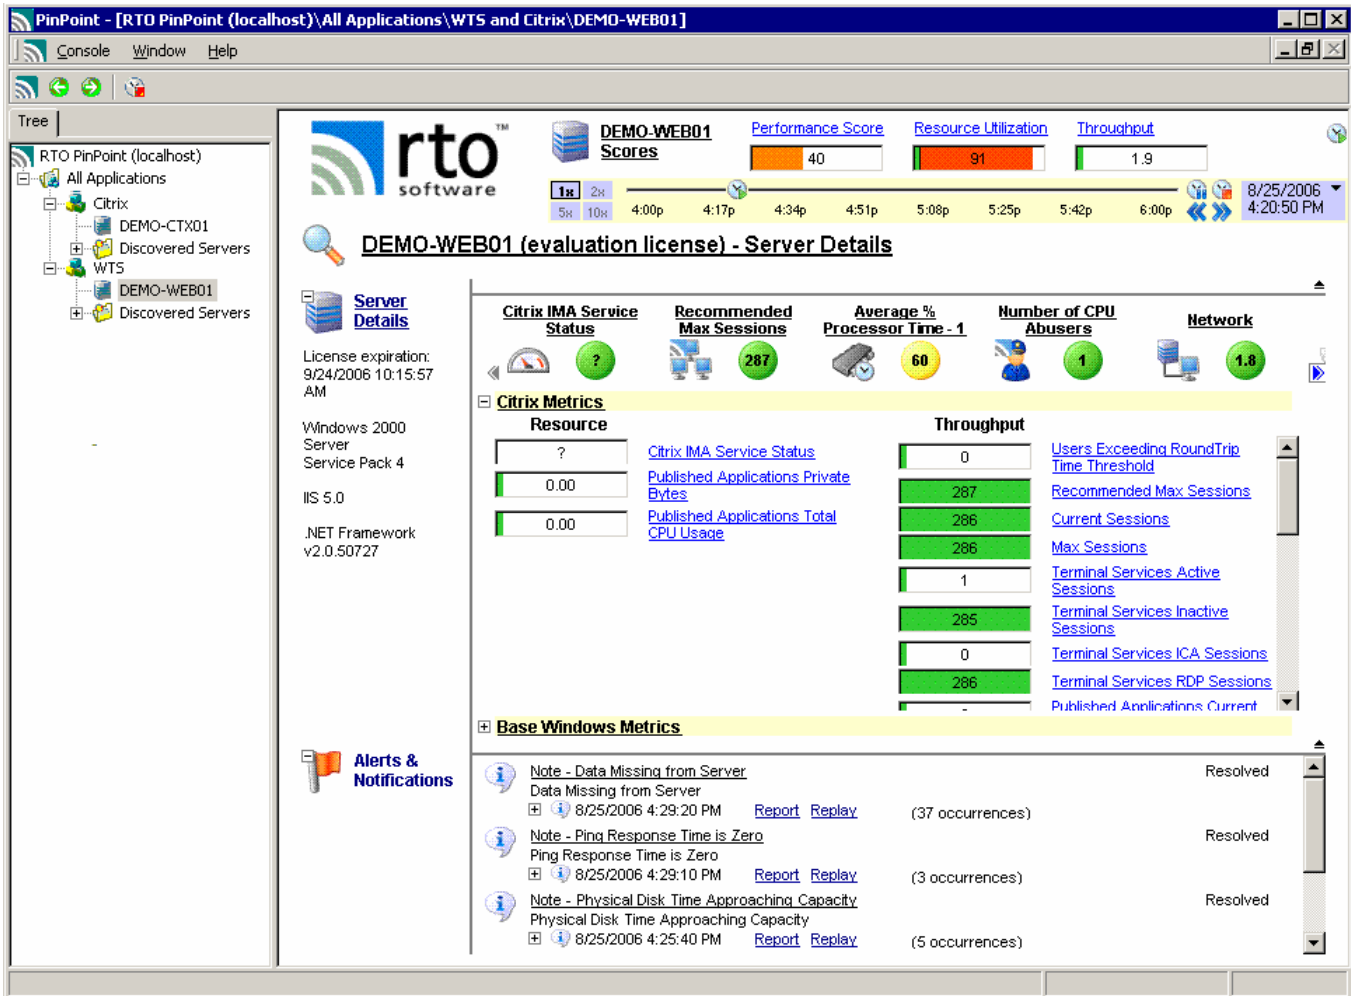 PinPoint - [RTO PinPoint (localhost)\All Applications\WTS and Citrix\DEMO-WEB01]
Console Window Help
Tree
RTO PinPoint (localhost)
All Applications
Citrix
DEMO-CTX01
Discovered Servers
WTS
DEMO-WEB01
Discovered Servers
rto™
software
DEMO-WEB01
Scores
Performance Score
40
Resource Utilization
91
Throughput
1.9
1x 2x
5x 10x
4:00p 4:17p 4:34p 4:51p 5:08p 5:25p 5:42p 6:00p
8/25/2006
4:20:50 PM
DEMO-WEB01 (evaluation license) - Server Details
Server
Details
License expiration:
9/24/2006 10:15:57
AM
Windows 2000
Server
Service Pack 4
IIS 5.0
.NET Framework
v2.0.50727
Citrix IMA Service
Status
?
Recommended
Max Sessions
287
Average %
Processor Time - 1
60
Number of CPU
Abusers
1
Network
1.8
Citrix Metrics
Resource
? Citrix IMA Service Status
0.00 Published Applications Private
Bytes
0.00 Published Applications Total
CPU Usage
Throughput
0 Users Exceeding RoundTrip
Time Threshold
287 Recommended Max Sessions
286 Current Sessions
286 Max Sessions
1 Terminal Services Active
Sessions
285 Terminal Services Inactive
Sessions
0 Terminal Services ICA Sessions
286 Terminal Services RDP Sessions
Published Applications Current
Base Windows Metrics
Alerts &
Notifications
Note - Data Missing from Server Resolved
Data Missing from Server
8/25/2006 4:29:20 PM Report Replay (37 occurrences)
Note - Ping Response Time is Zero Resolved
Ping Response Time is Zero
8/25/2006 4:29:10 PM Report Replay (3 occurrences)
Note - Physical Disk Time Approaching Capacity Resolved
Physical Disk Time Approaching Capacity
8/25/2006 4:25:40 PM Report Replay (5 occurrences)